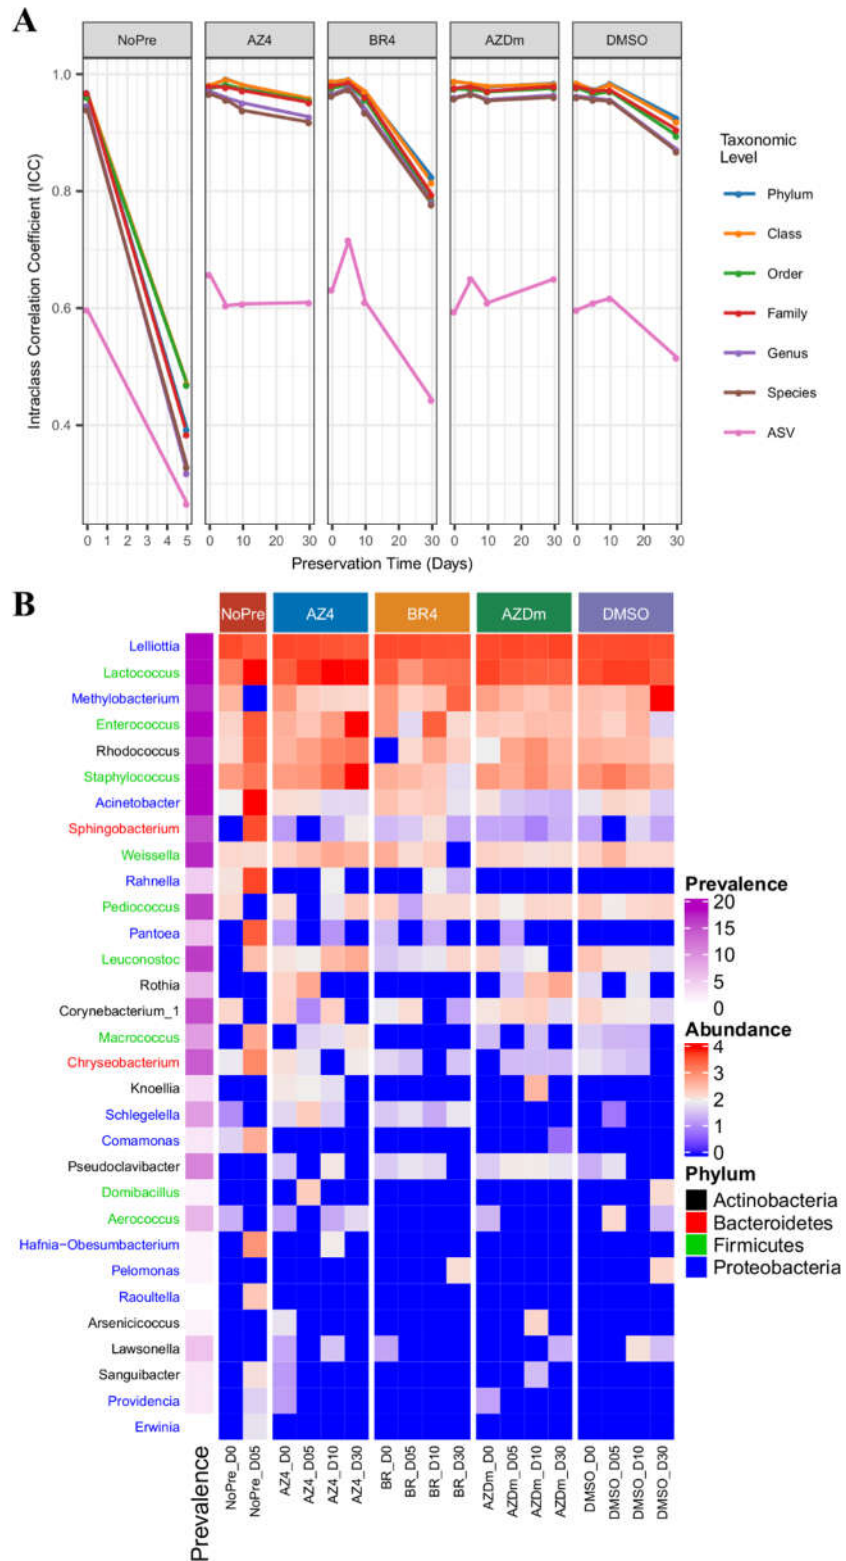 A
NoPre AZ4 BR4 AZDm DMSO
1.0
0.8
0.6
0.4
Intraclass Correlation Coefficient (ICC)
0 1 2 3 4 5 0 10 20 30 0 10 20 30 0 10 20 30 0 10 20 30
Preservation Time (Days)
Taxonomic
Level
Phylum
Class
Order
Family
Genus
Species
ASV
B
NoPre AZ4 BR4 AZDm DMSO
Lelliottia
Lactococcus
Methylobacterium
Enterococcus
Rhodococcus
Staphylococcus
Acinetobacter
Sphingobacterium
Weissella
Rahnella
Pediococcus
Pantoea
Leuconostoc
Rothia
Corynebacterium_1
Macrococcus
Chryseobacterium
Knoellia
Schlegelella
Comamonas
Pseudoclavibacter
Domibacillus
Aerococcus
Hafnia−Obesumbacterium
Pelomonas
Raoultella
Arsenicicoccus
Lawsonella
Sanguibacter
Providencia
Erwinia
Prevalence
NoPre_D0
NoPre_D05
AZ4_D0
AZ4_D05
AZ4_D10
AZ4_D30
BR_D0
BR_D05
BR_D10
BR_D30
AZDm_D0
AZDm_D05
AZDm_D10
AZDm_D30
DMSO_D0
DMSO_D05
DMSO_D10
DMSO_D30
Prevalence
20
15
10
5
0
Abundance
4
3
2
1
0
Phylum
Actinobacteria
Bacteroidetes
Firmicutes
Proteobacteria